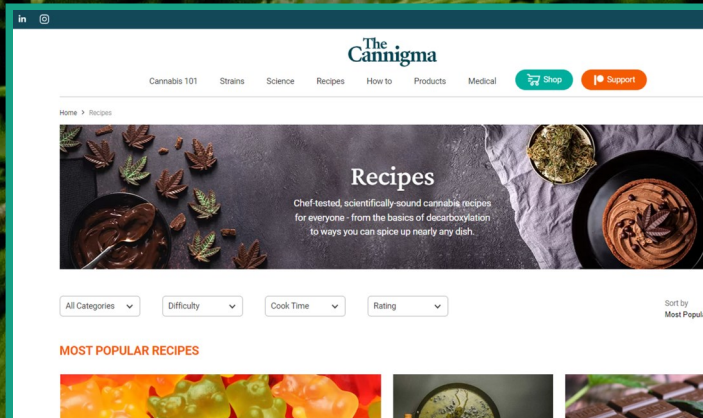 in
The
Cannigma
Cannabis 101 Strains Science Recipes How to Products Medical Shop Support
Home > Recipes
Recipes
Chef-tested, scientifically-sound cannabis recipes
for everyone - from the basics of decarboxylation
to ways you can spice up nearly any dish.
All Categories Difficulty Cook Time Rating
Sort by
Most
MOST POPULAR RECIPES